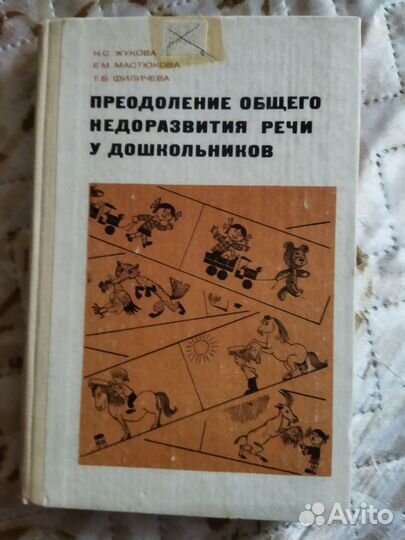 Н.С. ЖУКОВА
Е.М. МАСТЮКОВА
Т.Б. ФИЛИЧЕВА
ПРЕОДОЛЕНИЕ ОБЩЕГО
НЕДОРАЗВИТИЯ РЕЧИ
У ДОШКОЛЬНИКОВ
Avito